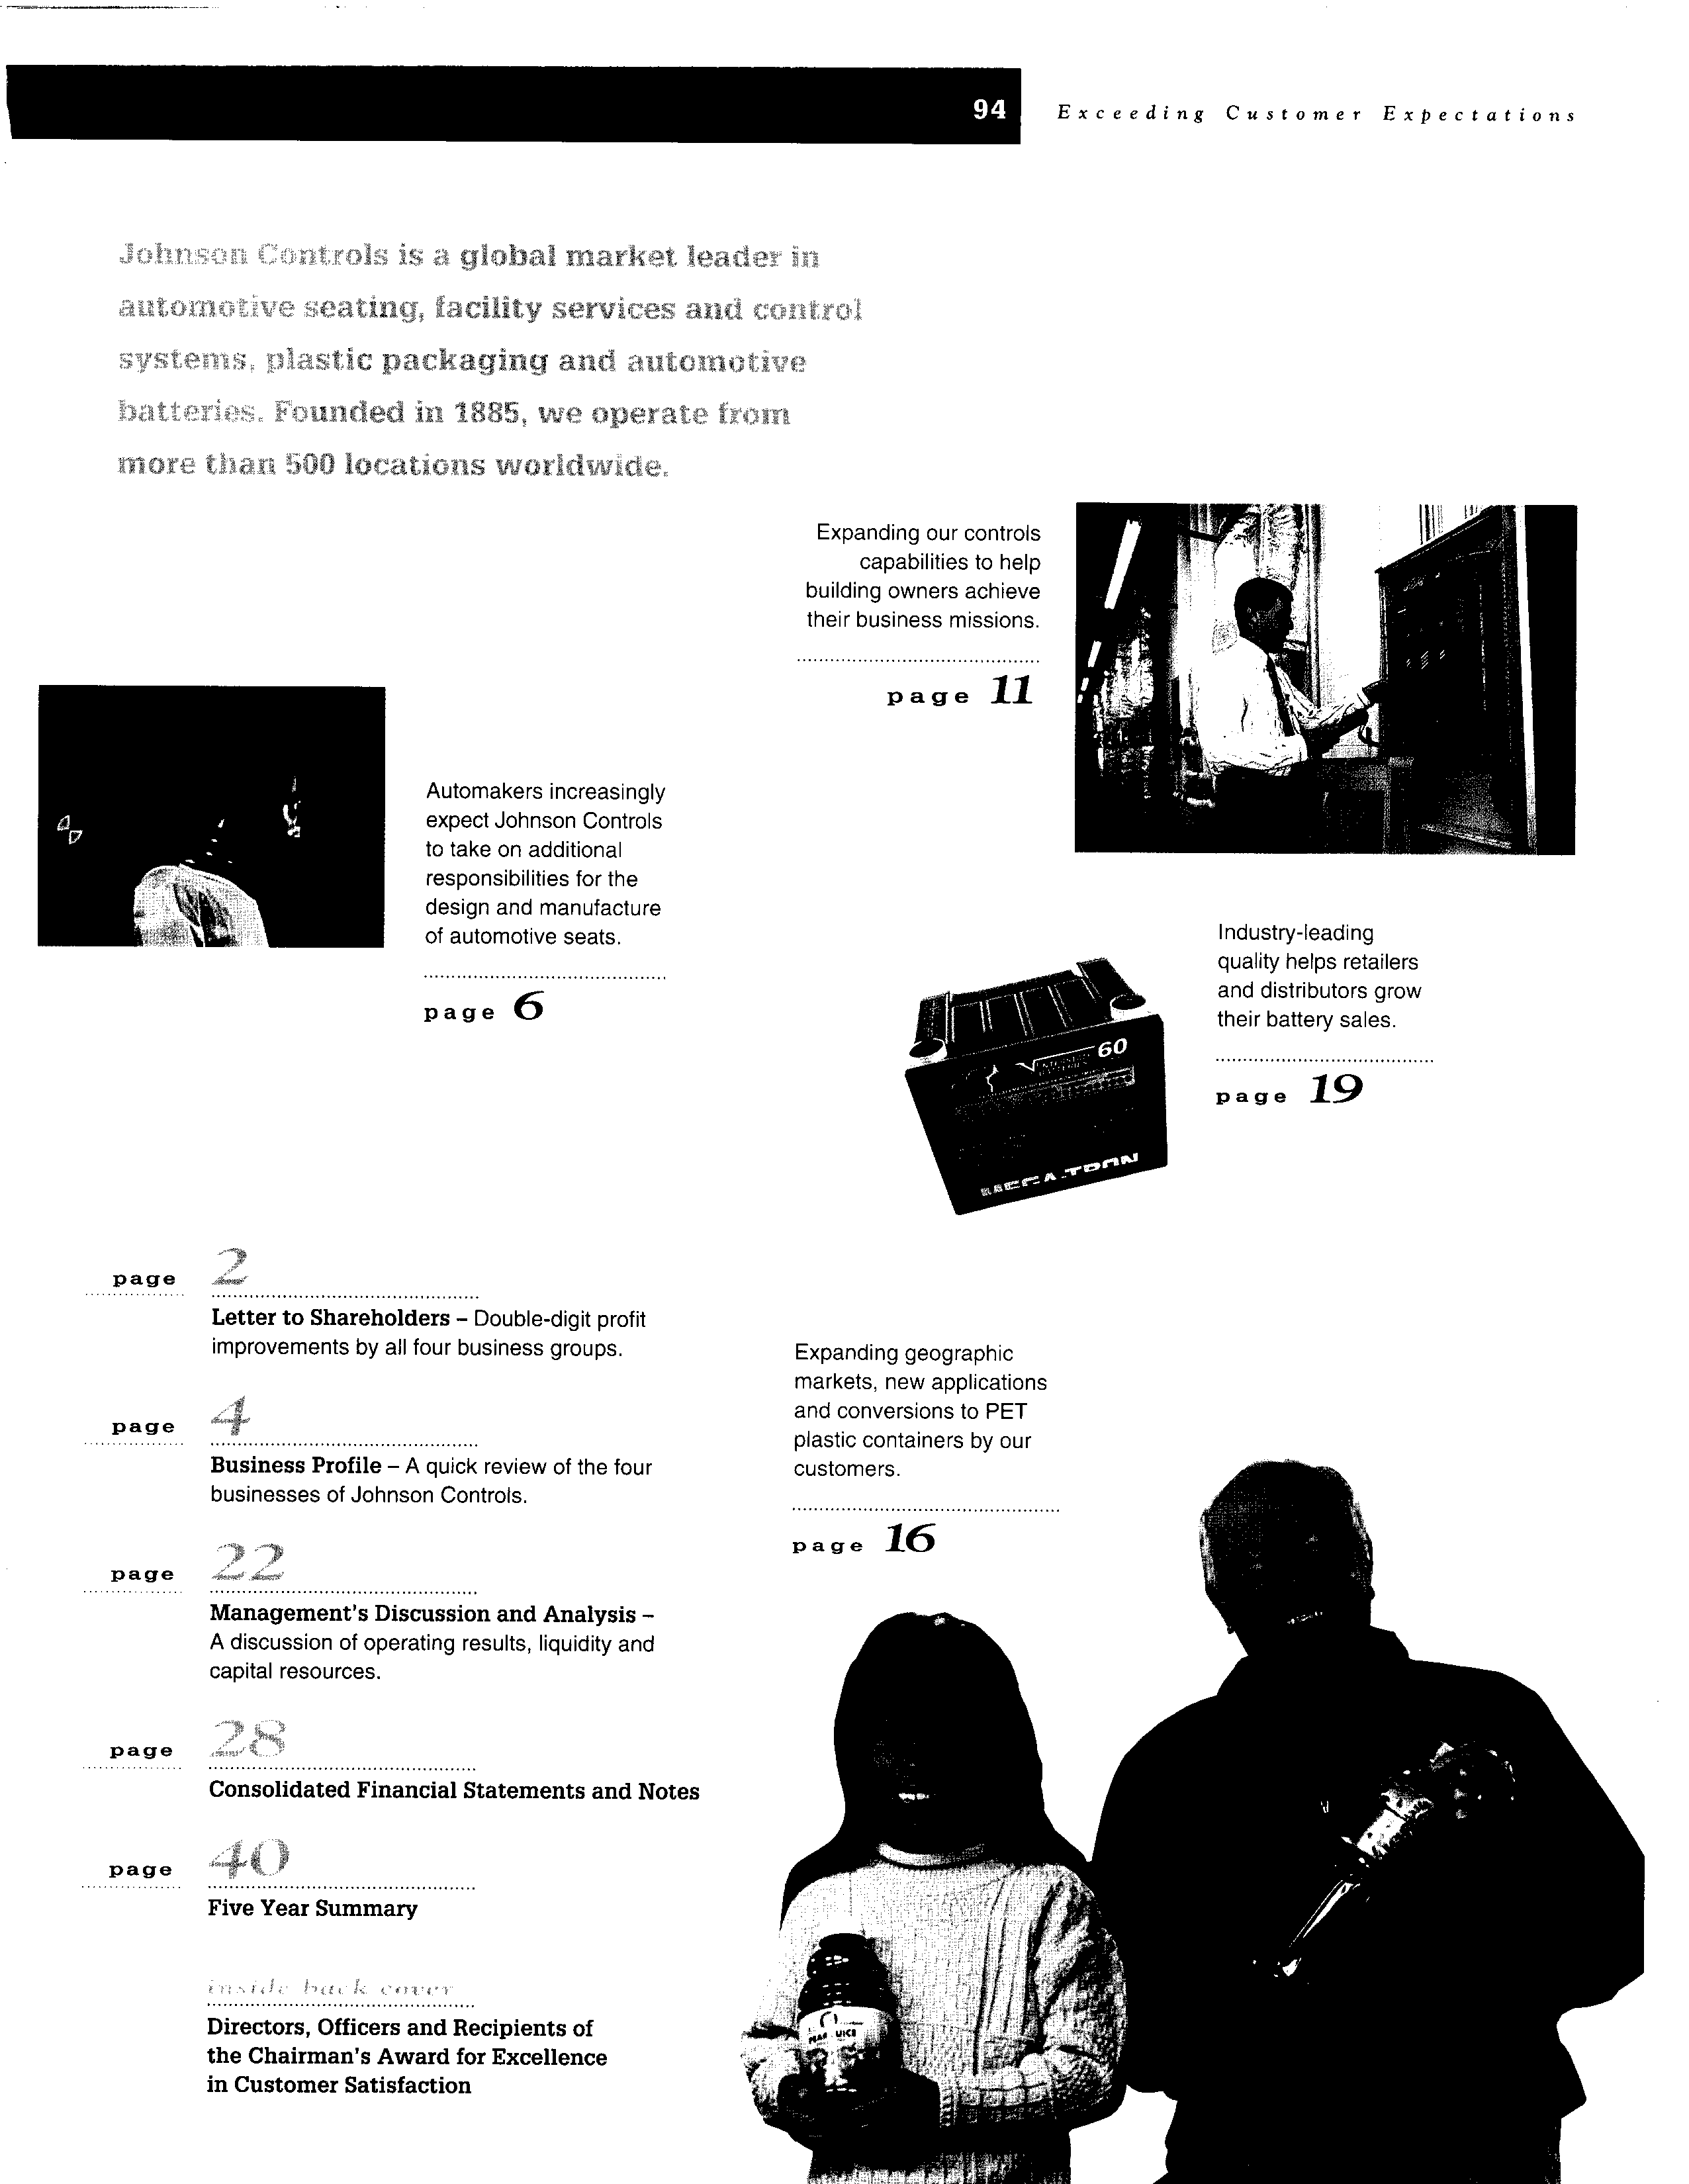 94 Exceeding Customer Expectations
Johnson Controls is a global market leader in
automotive seating, facility services and control
systems, plastic packaging and automotive
batteries. Founded in 1885, we operate from
more than 500 locations worldwide.
Expanding our controls
capabilities to help
building owners achieve
their business missions.
page 11
Automakers increasingly
expect Johnson Controls
to take on additional
responsibilities for the
design and manufacture
of automotive seats.
page 6
Industry-leading
quality helps retailers
and distributors grow
their battery sales.
page 19
60
MEGA-TRON
page 2
Letter to Shareholders – Double-digit profit
improvements by all four business groups.
page 4
Business Profile – A quick review of the four
businesses of Johnson Controls.
page 22
Management's Discussion and Analysis –
A discussion of operating results, liquidity and
capital resources.
page 28
Consolidated Financial Statements and Notes
page 40
Five Year Summary
inside back cover
Directors, Officers and Recipients of
the Chairman's Award for Excellence
in Customer Satisfaction
Expanding geographic
markets, new applications
and conversions to PET
plastic containers by our
customers.
page 16